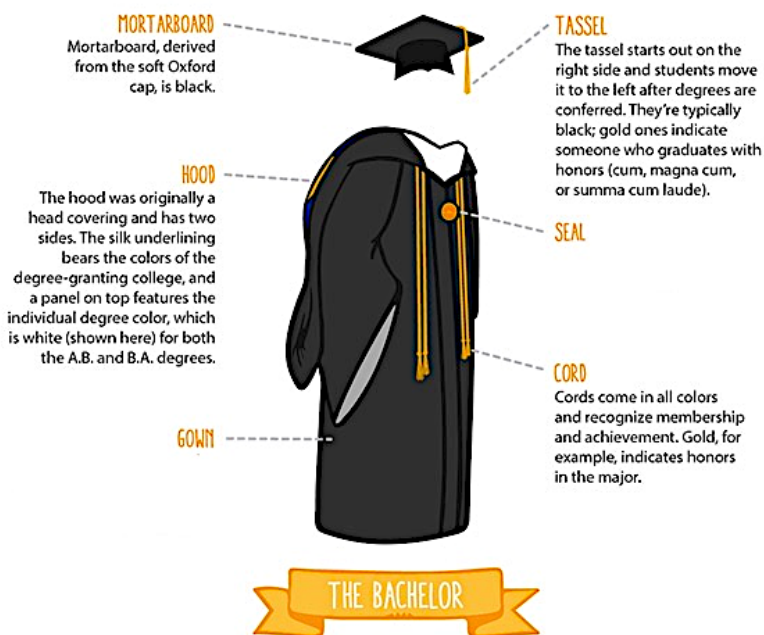 MORTARBOARD
Mortarboard, derived
from the soft Oxford
cap, is black.
TASSEL
The tassel starts out on the
right side and students move
it to the left after degrees are
conferred. They're typically
black; gold ones indicate
someone who graduates with
honors (cum, magna cum,
or summa cum laude).
HOOD
The hood was originally a
head covering and has two
sides. The silk underlining
bears the colors of the
degree-granting college, and
a panel on top features the
individual degree color, which
is white (shown here) for both
the A.B. and B.A. degrees.
SEAL
CORD
Cords come in all colors
and recognize membership
and achievement. Gold, for
example, indicates honors
in the major.
GOWN
THE BACHELOR